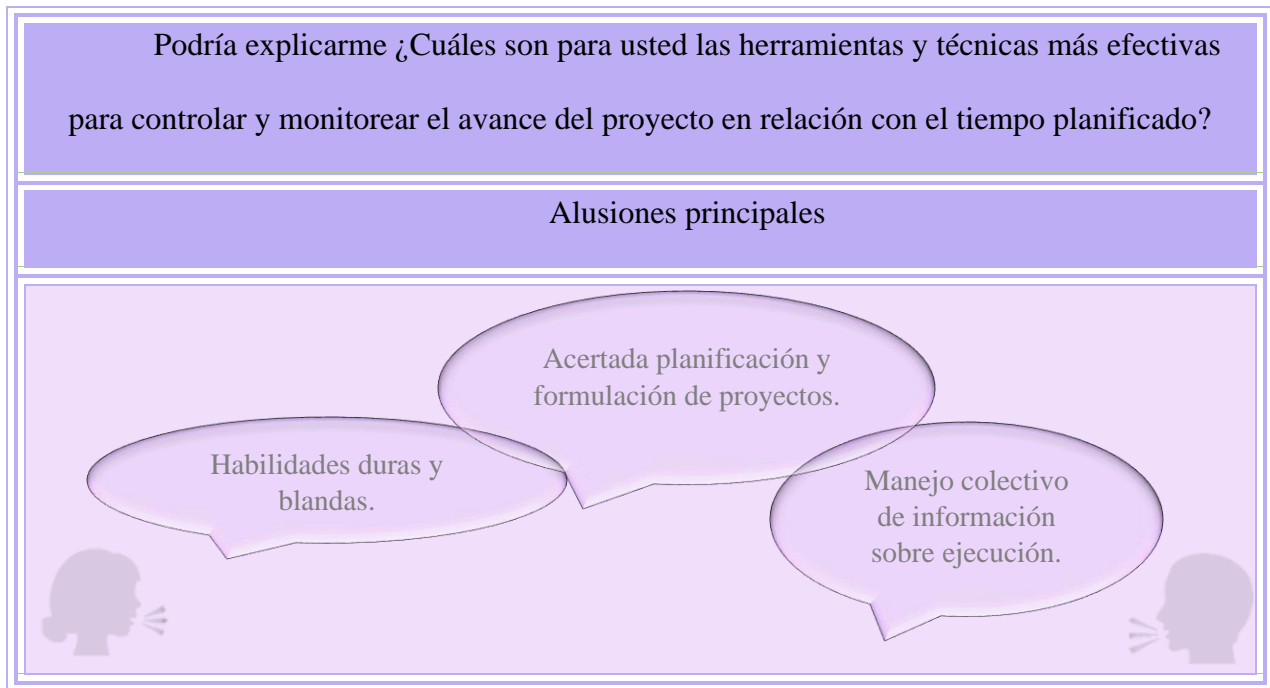 Podría explicarme ¿Cuáles son para usted las herramientas y técnicas más efectivas
para controlar y monitorear el avance del proyecto en relación con el tiempo planificado?
Alusiones principales
Acertada planificación y
formulación de proyectos.
Habilidades duras y
blandas.
Manejo colectivo
de información
sobre ejecución.